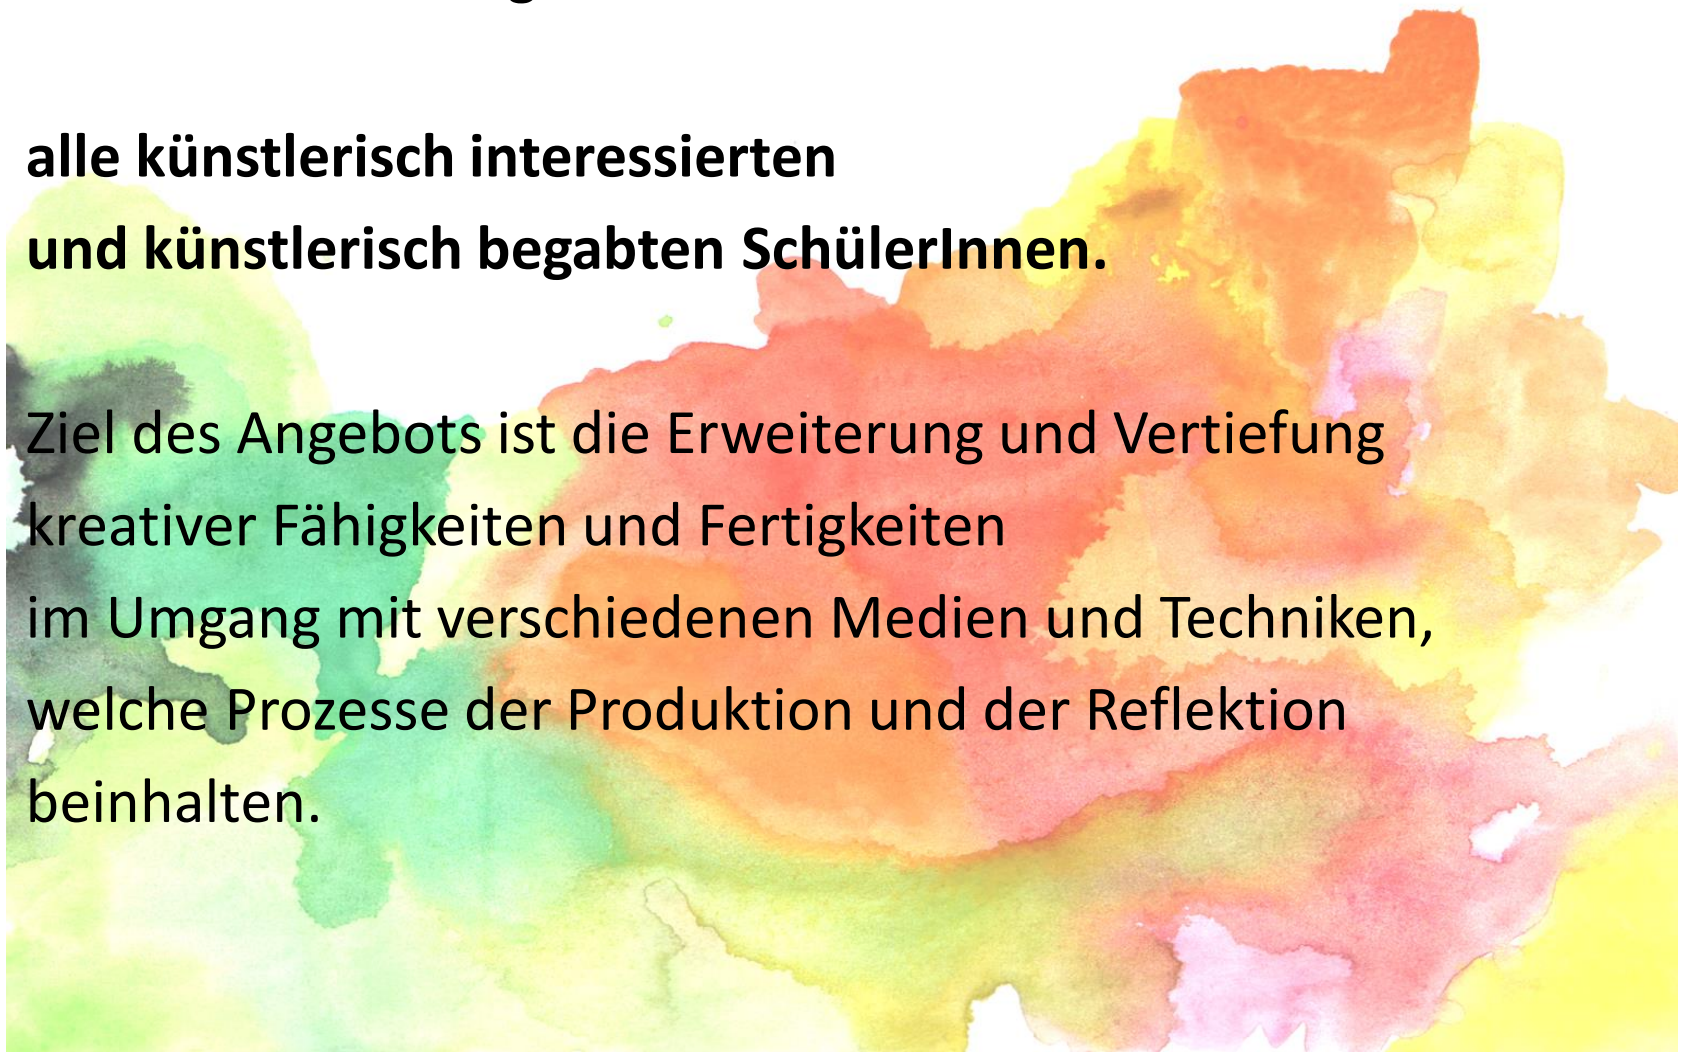 alle künstlerisch interessierten
und künstlerisch begabten SchülerInnen.
Ziel des Angebots ist die Erweiterung und Vertiefung
kreativer Fähigkeiten und Fertigkeiten
im Umgang mit verschiedenen Medien und Techniken,
welche Prozesse der Produktion und der Reflektion
beinhalten.